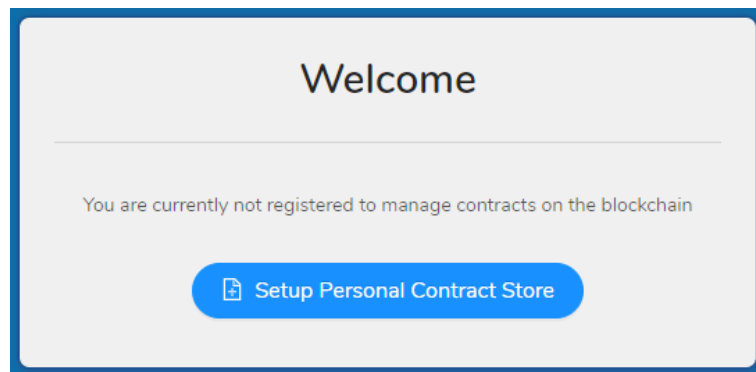 Welcome
You are currently not registered to manage contracts on the blockchain
Setup Personal Contract Store